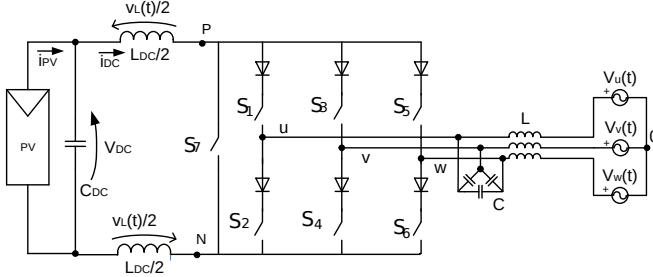 vL(t)/2
P
iPV
iDC
LDC/2
Vu(t)
+
S1
S3
S5
L
Vv(t)
+
0
PV
VDC
S7
u
v
w
Vw(t)
+
CDC
C
S2
S4
S6
vL(t)/2
N
LDC/2